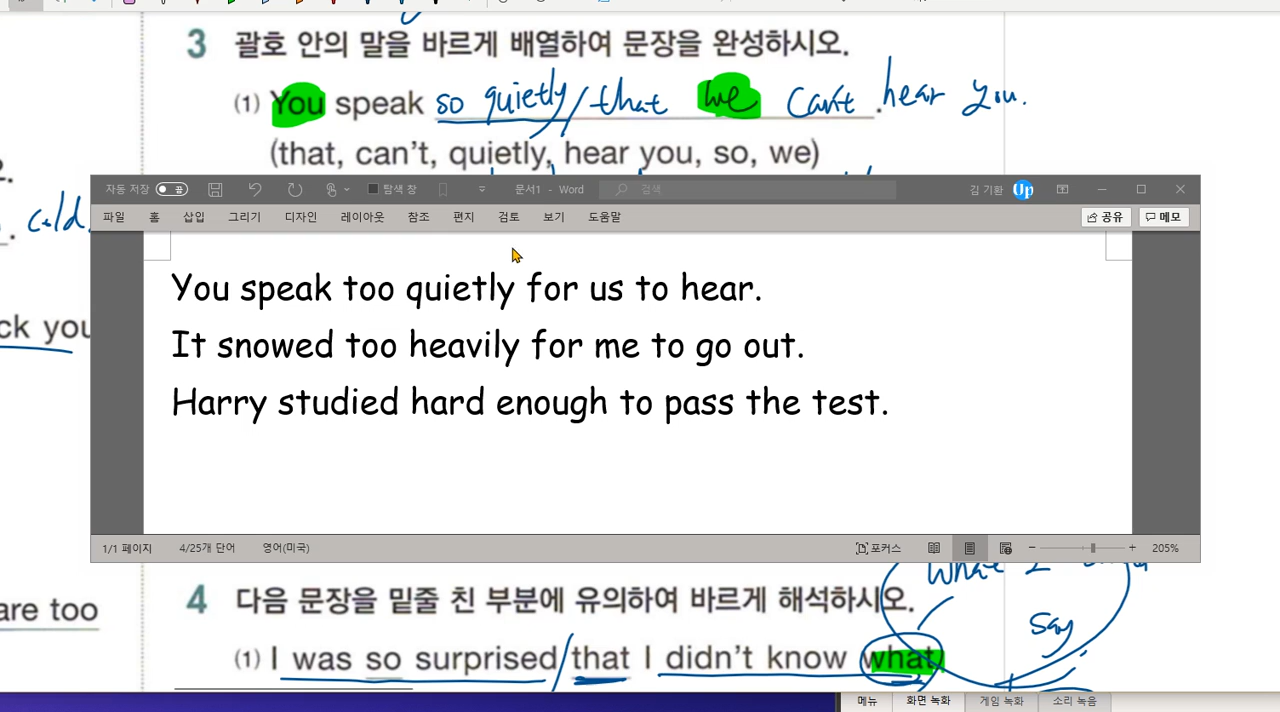 3 괄호 안의 말을 바르게 배열하여 문장을 완성하시오.
(1) You speak so quietly / that we can't hear you.
(that, can't, quietly, hear you, so, we)
. cold.
ck you
자동 저장 탐색 창 문서1 - Word 검색 김 기환 Up
파일 홈 삽입 그리기 디자인 레이아웃 참조 편지 검토 보기 도움말 공유 메모
You speak too quietly for us to hear.
It snowed too heavily for me to go out.
Harry studied hard enough to pass the test.
1/1 페이지 4/25개 단어 영어(미국) 포커스 205%
what I
say
are too
4 다음 문장을 밑줄 친 부분에 유의하여 바르게 해석하시오.
(1) I was so surprised / that I didn't know what
메뉴 화면 녹화 게임 녹화 소리 녹음